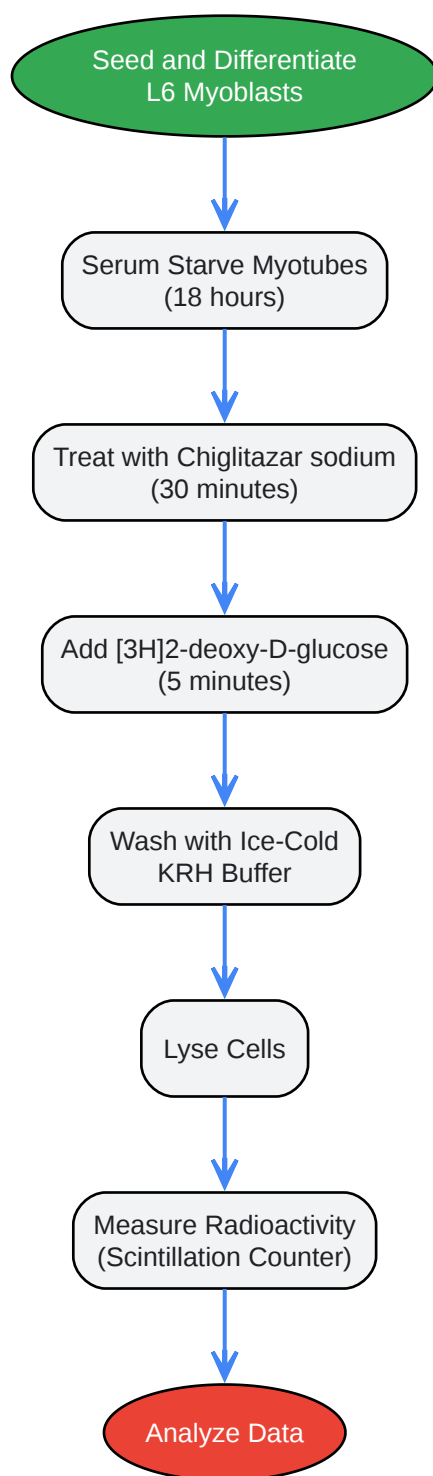 Seed and Differentiate
L6 Myoblasts
Serum Starve Myotubes
(18 hours)
Treat with Chiglitazar sodium
(30 minutes)
Add [3H]2-deoxy-D-glucose
(5 minutes)
Wash with Ice-Cold
KRH Buffer
Lyse Cells
Measure Radioactivity
(Scintillation Counter)
Analyze Data